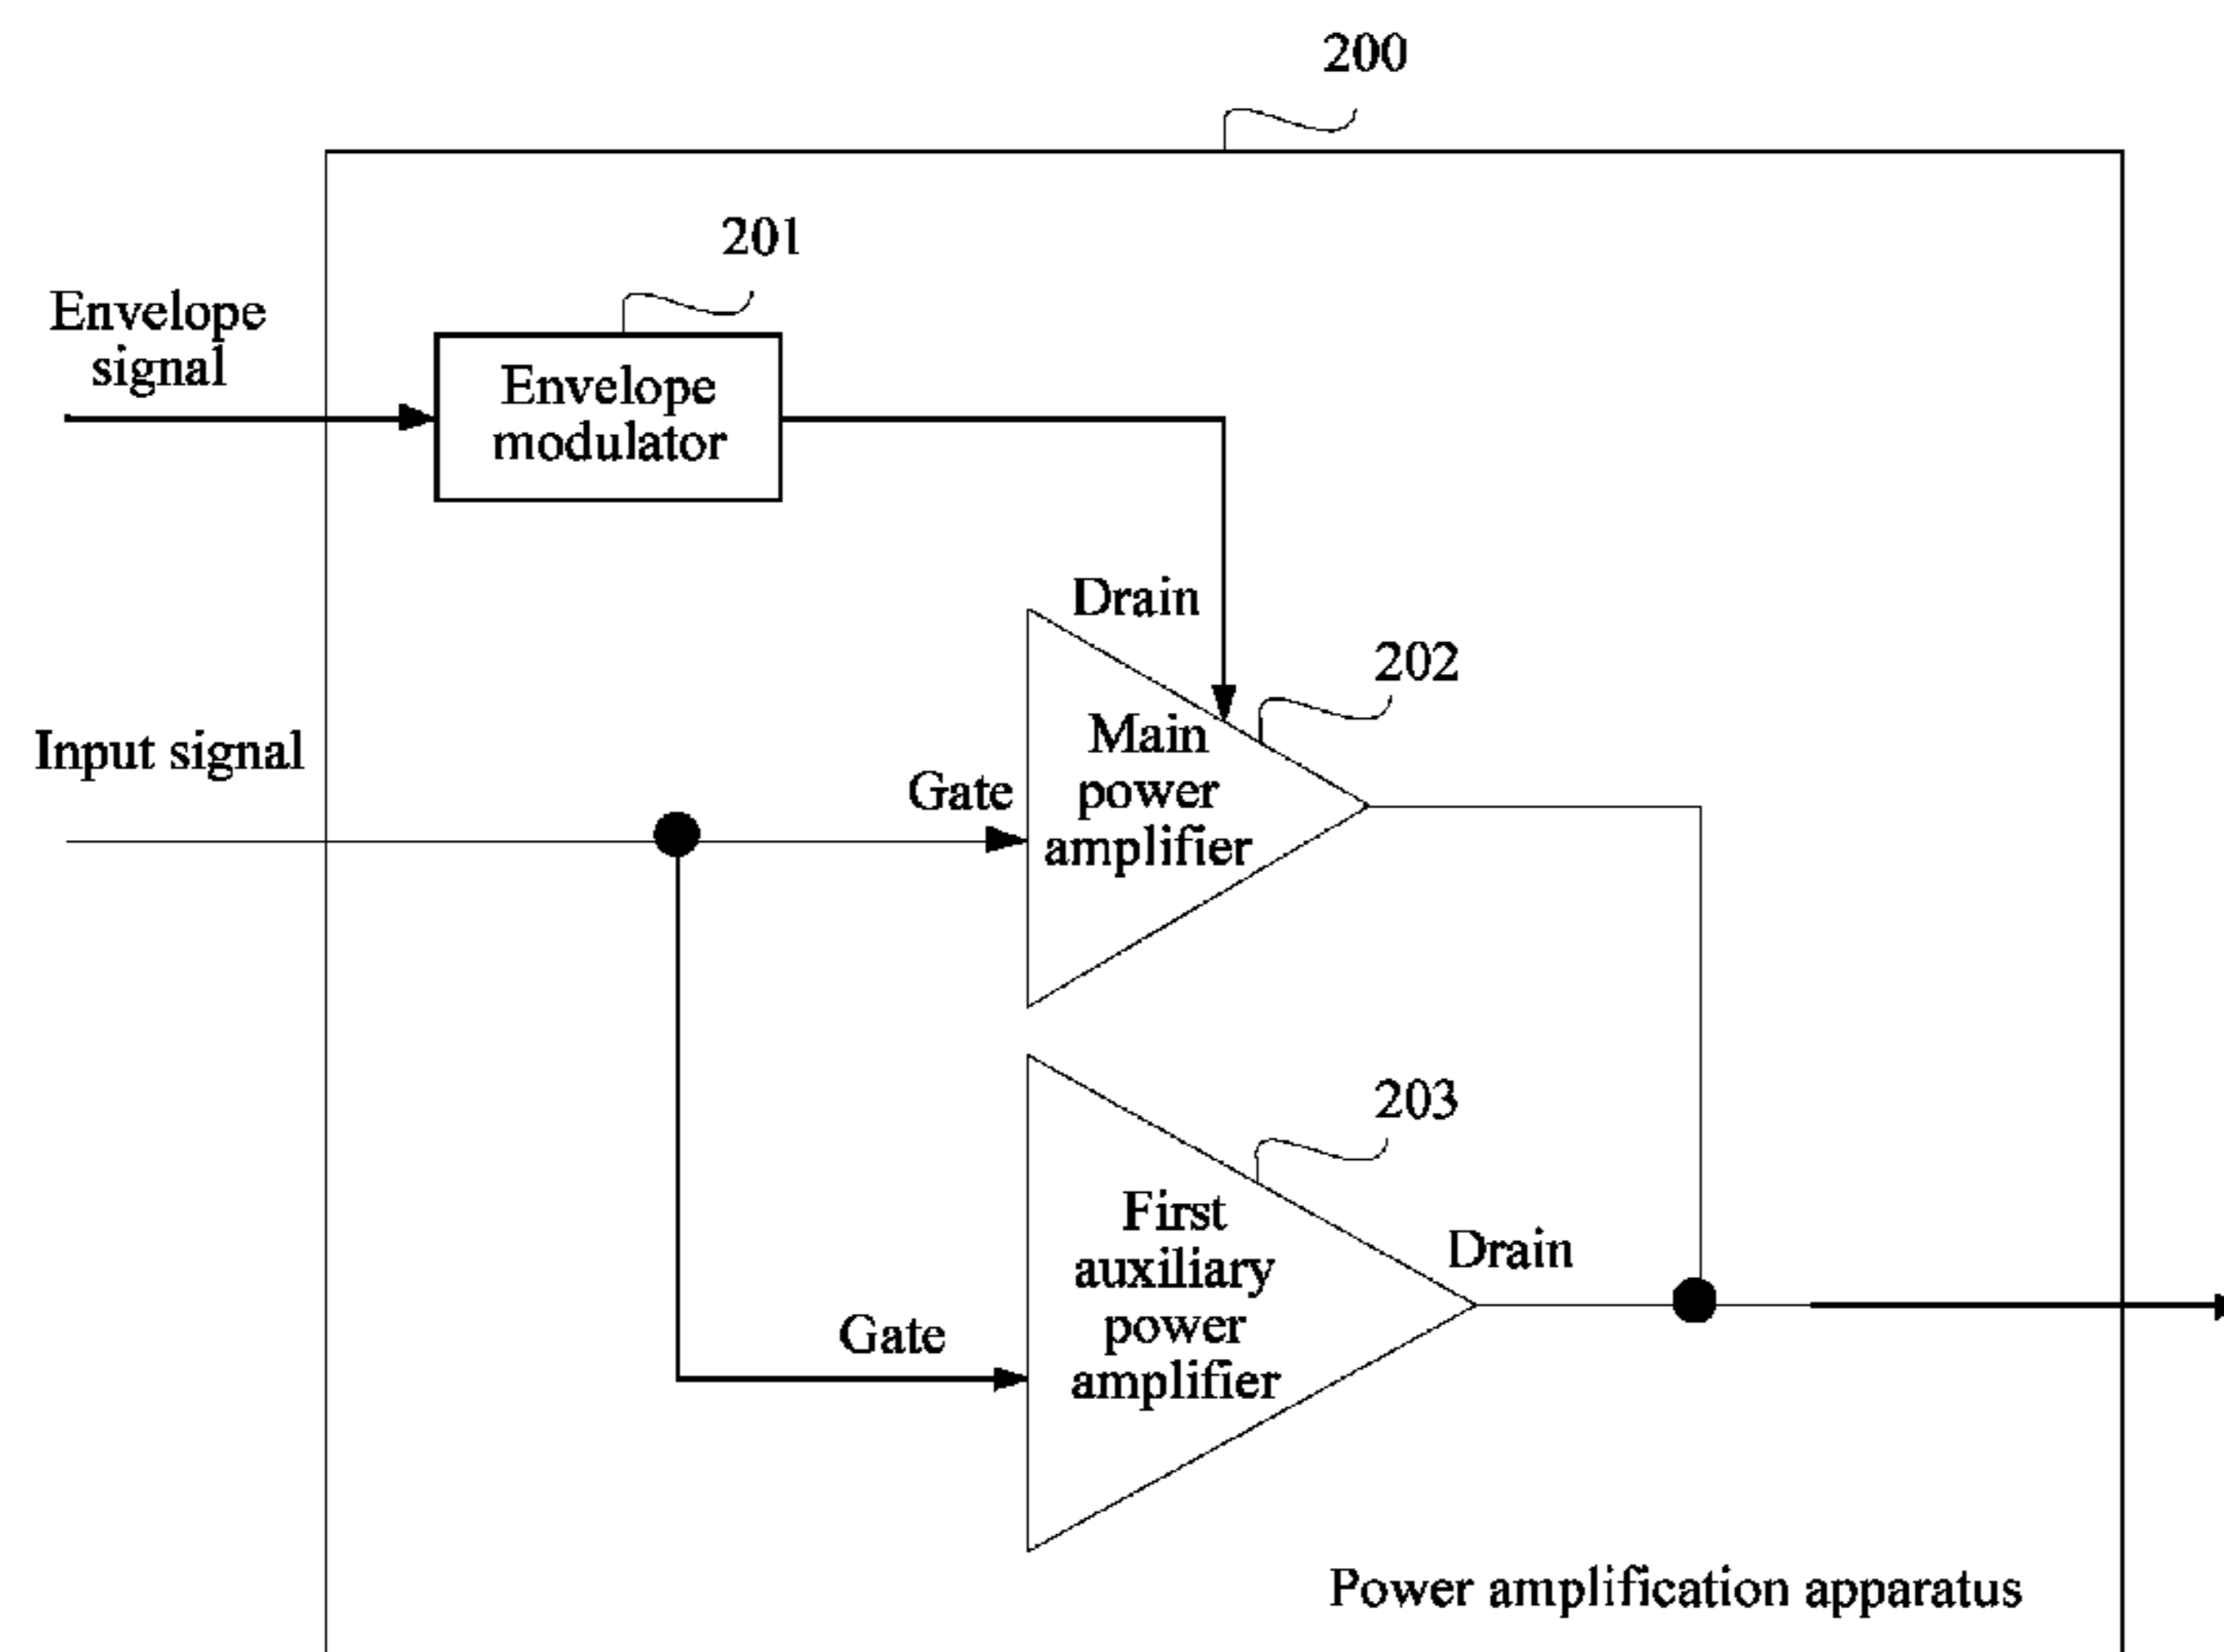 200
201
Envelope
signal
Envelope
modulator
Drain
202
Input signal
Gate
Main
power
amplifier
203
First
auxiliary
power
amplifier
Drain
Gate
Power amplification apparatus